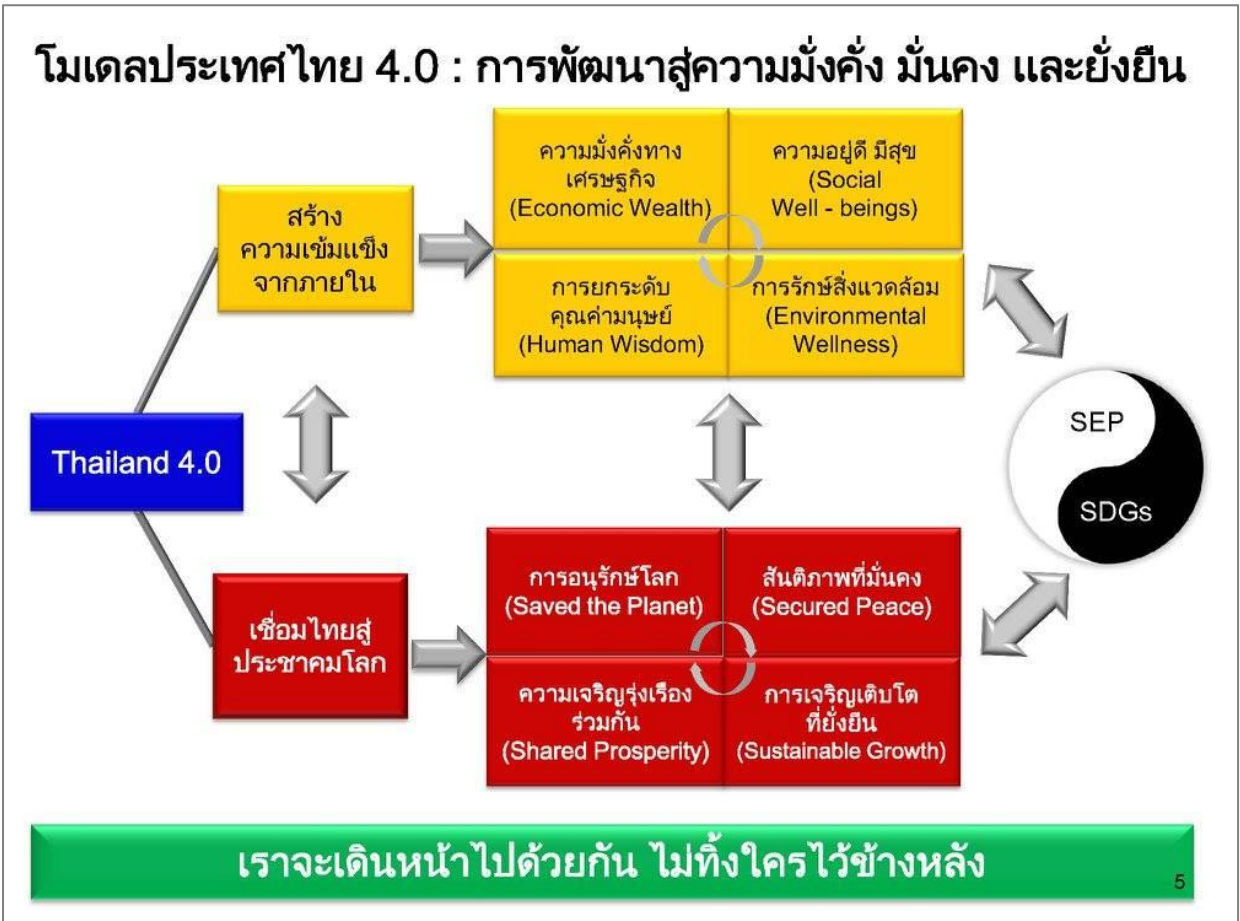 โมเดลประเทศไทย 4.0 : การพัฒนาสู่ความมั่งคั่ง มั่นคง และยั่งยืน
Thailand 4.0
สร้าง
ความเข้มแข็ง
จากภายใน
ความมั่งคั่งทาง
เศรษฐกิจ
(Economic Wealth)
ความอยู่ดี มีสุข
(Social
Well - beings)
การยกระดับ
คุณค่ามนุษย์
(Human Wisdom)
การรักษ์สิ่งแวดล้อม
(Environmental
Wellness)
SEP
SDGs
เชื่อมไทยสู่
ประชาคมโลก
การอนุรักษ์โลก
(Saved the Planet)
สันติภาพที่มั่นคง
(Secured Peace)
ความเจริญรุ่งเรือง
ร่วมกัน
(Shared Prosperity)
การเจริญเติบโต
ที่ยั่งยืน
(Sustainable Growth)
เราจะเดินหน้าไปด้วยกัน ไม่ทิ้งใครไว้ข้างหลัง
5